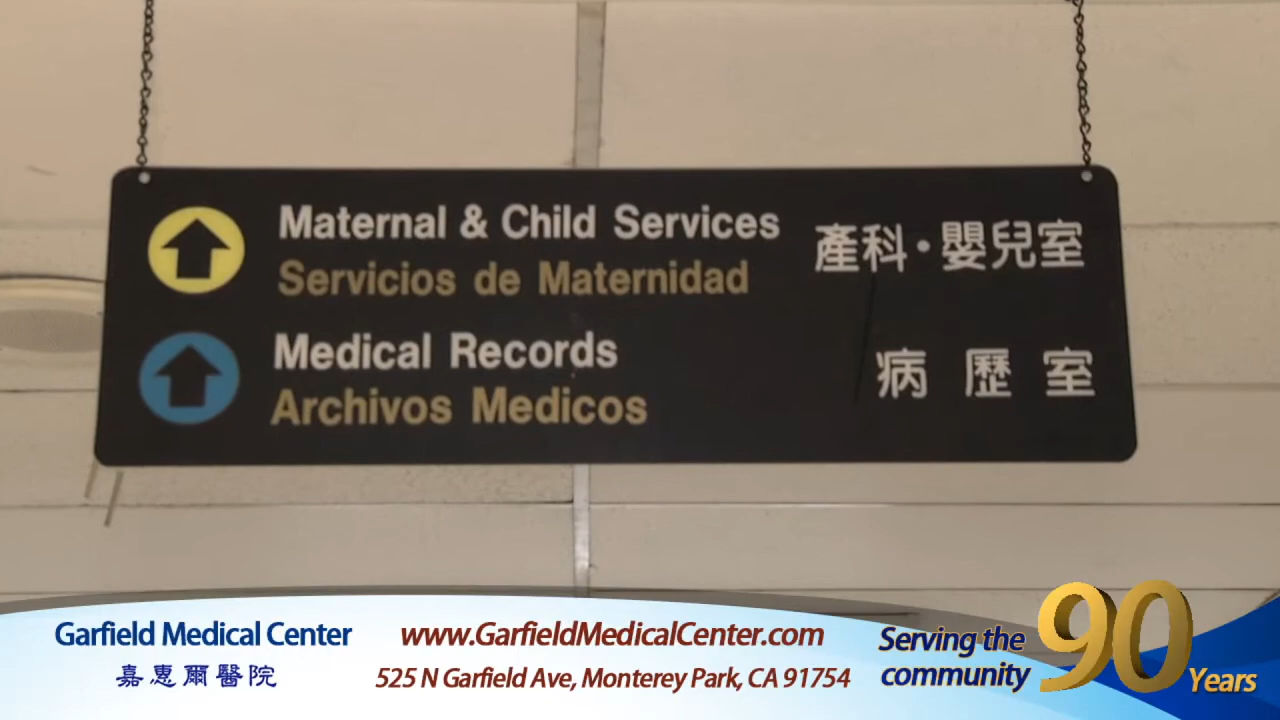 Maternal & Child Services 產科·嬰兒室
Servicios de Maternidad
Medical Records 病歷室
Archivos Medicos
Garfield Medical Center
嘉惠爾醫院
www.GarfieldMedicalCenter.com
525 N Garfield Ave, Monterey Park, CA 91754
Serving the
community 90 Years